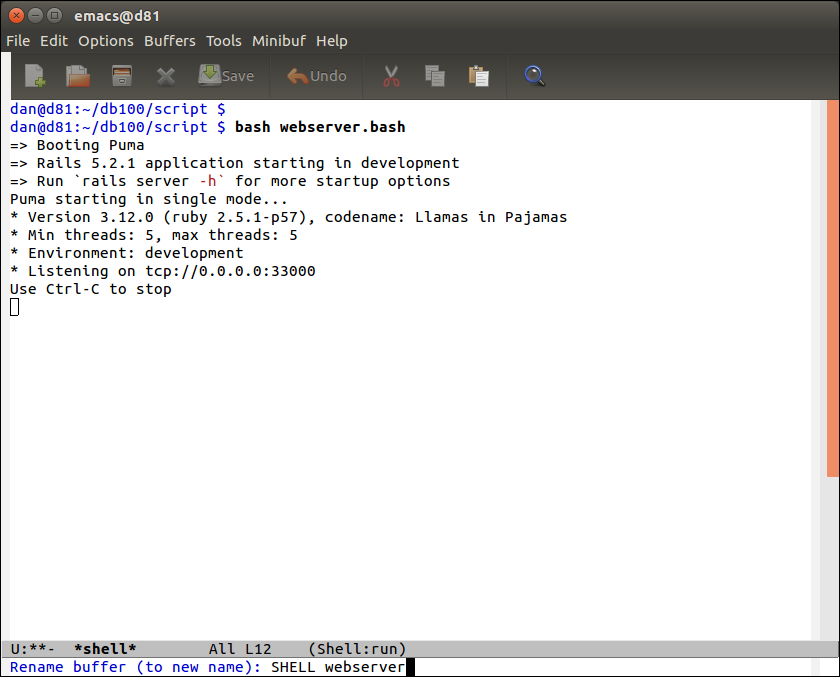 emacs@d81
File Edit Options Buffers Tools Minibuf Help
Save Undo
dan@d81:~/db100/script $
dan@d81:~/db100/script $ bash webserver.bash
=> Booting Puma
=> Rails 5.2.1 application starting in development
=> Run `rails server -h` for more startup options
Puma starting in single mode...
* Version 3.12.0 (ruby 2.5.1-p57), codename: Llamas in Pajamas
* Min threads: 5, max threads: 5
* Environment: development
* Listening on tcp://0.0.0.0:33000
Use Ctrl-C to stop
U:**-  *shell*        All L12    (Shell:run)
Rename buffer (to new name): SHELL webserver